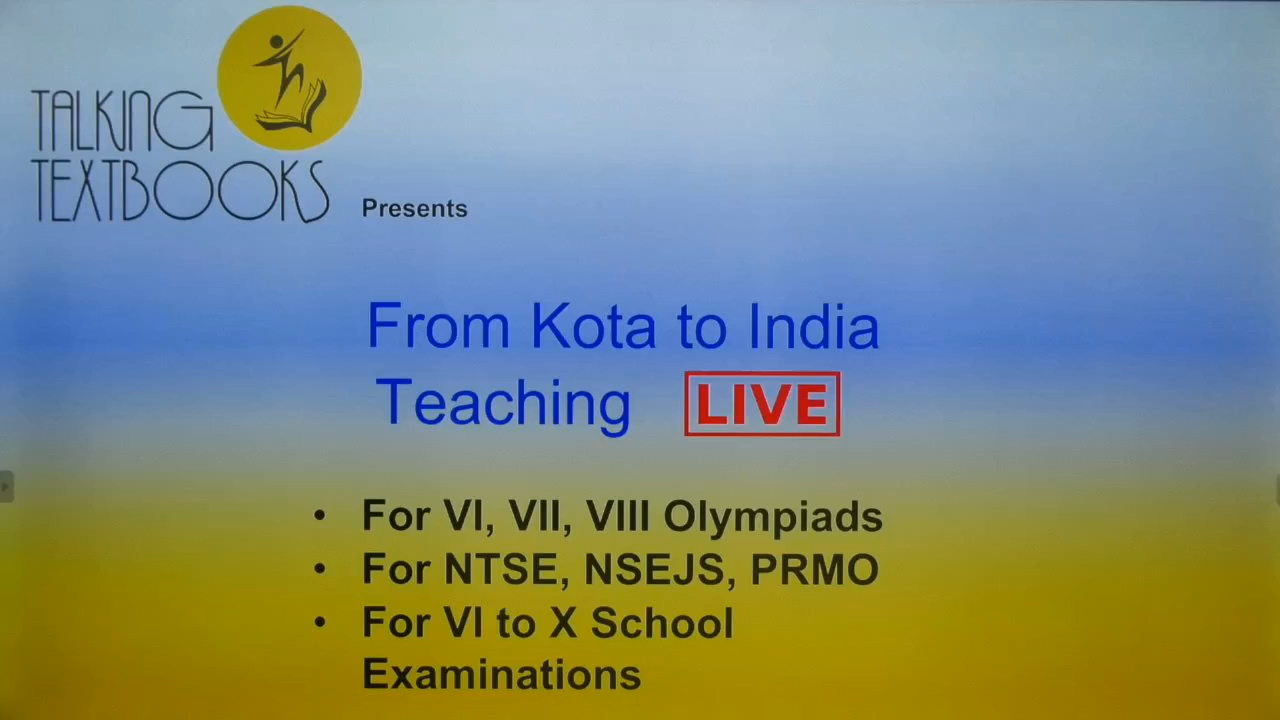 TALKING
TEXTBOOKS
Presents
From Kota to India
Teaching LIVE
• For VI, VII, VIII Olympiads
• For NTSE, NSEJS, PRMO
• For VI to X School
Examinations